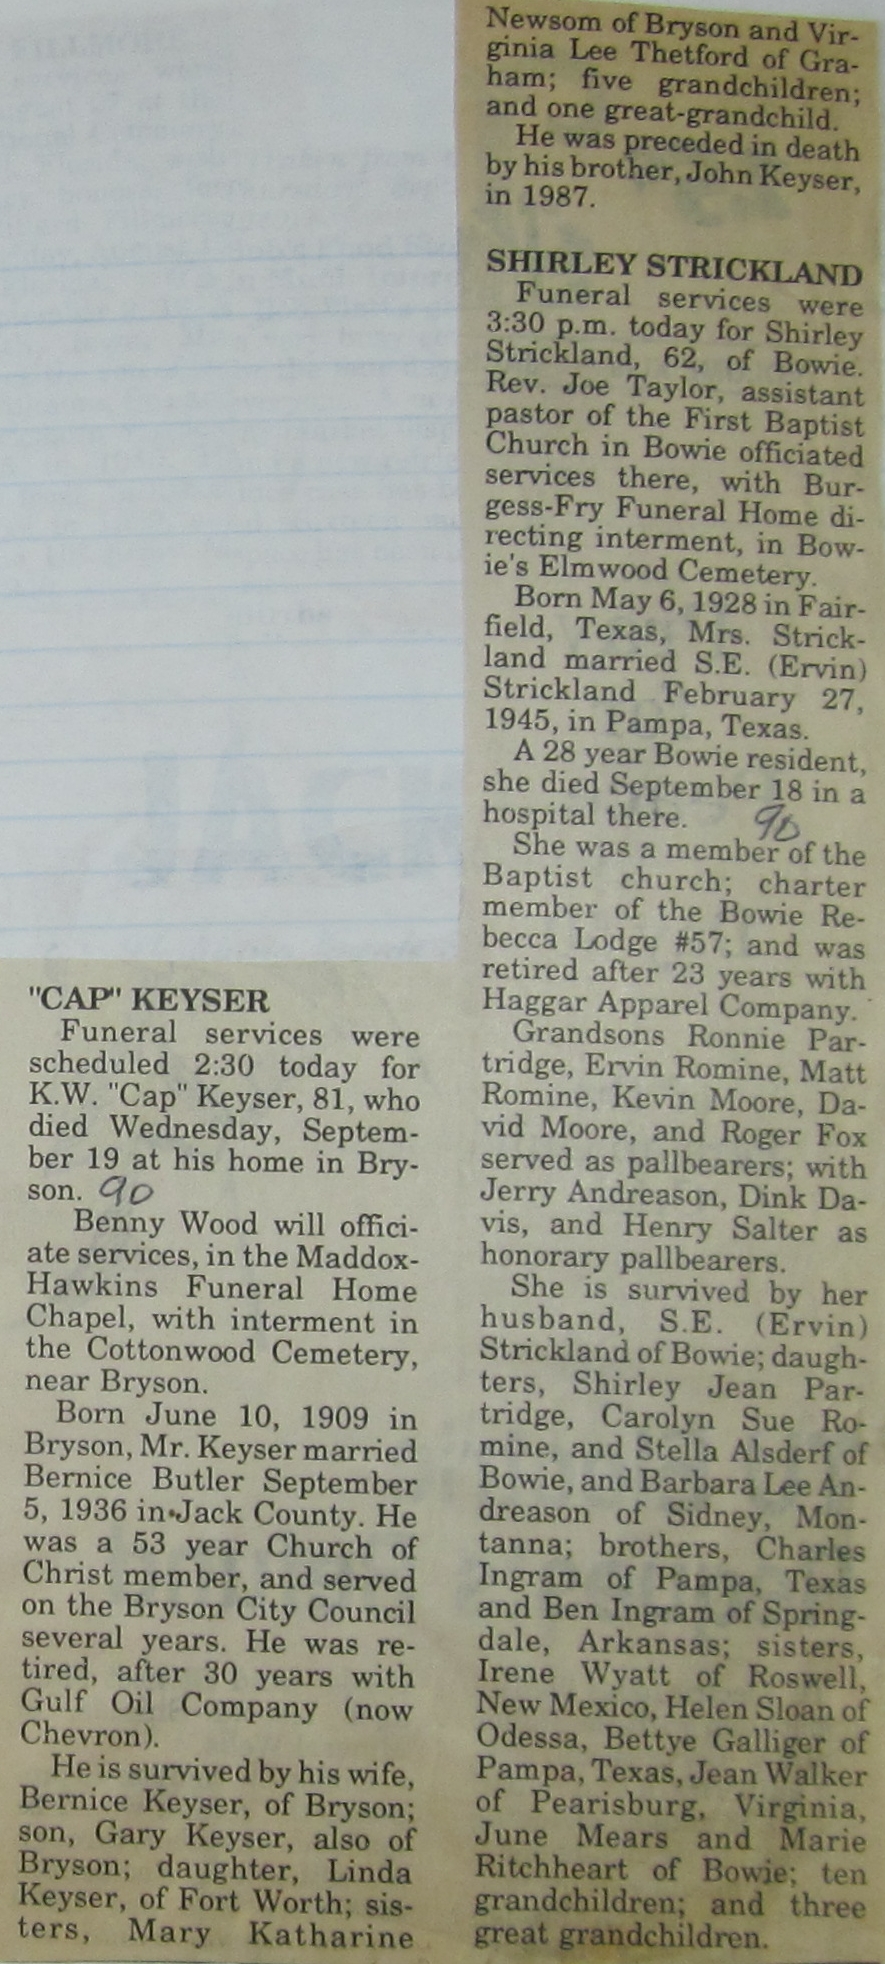 "CAP" KEYSER
Funeral services were
scheduled 2:30 today for
K.W. "Cap" Keyser, 81, who
died Wednesday, Septem-
ber 19 at his home in Bry-
son. 90
Benny Wood will offici-
ate services, in the Maddox-
Hawkins Funeral Home
Chapel, with interment in
the Cottonwood Cemetery,
near Bryson.
Born June 10, 1909 in
Bryson, Mr. Keyser married
Bernice Butler September
5, 1936 in Jack County. He
was a 53 year Church of
Christ member, and served
on the Bryson City Council
several years. He was re-
tired, after 30 years with
Gulf Oil Company (now
Chevron).
He is survived by his wife,
Bernice Keyser, of Bryson;
son, Gary Keyser, also of
Bryson; daughter, Linda
Keyser, of Fort Worth; sis-
ters, Mary Katharine
Newsom of Bryson and Vir-
ginia Lee Thetford of Gra-
ham; five grandchildren;
and one great-grandchild.
He was preceded in death
by his brother, John Keyser,
in 1987.
SHIRLEY STRICKLAND
Funeral services were
3:30 p.m. today for Shirley
Strickland, 62, of Bowie.
Rev. Joe Taylor, assistant
pastor of the First Baptist
Church in Bowie officiated
services there, with Bur-
gess-Fry Funeral Home di-
recting interment, in Bow-
ie's Elmwood Cemetery.
Born May 6, 1928 in Fair-
field, Texas, Mrs. Strick-
land married S.E. (Ervin)
Strickland February 27,
1945, in Pampa, Texas.
A 28 year Bowie resident,
she died September 18 in a
hospital there. 90
She was a member of the
Baptist church; charter
member of the Bowie Re-
becca Lodge #57; and was
retired after 23 years with
Haggar Apparel Company.
Grandsons Ronnie Par-
tridge, Ervin Romine, Matt
Romine, Kevin Moore, Da-
vid Moore, and Roger Fox
served as pallbearers; with
Jerry Andreason, Dink Da-
vis, and Henry Salter as
honorary pallbearers.
She is survived by her
husband, S.E. (Ervin)
Strickland of Bowie; daugh-
ters, Shirley Jean Par-
tridge, Carolyn Sue Ro-
mine, and Stella Alsderf of
Bowie, and Barbara Lee An-
dreason of Sidney, Mon-
tanna; brothers, Charles
Ingram of Pampa, Texas
and Ben Ingram of Spring-
dale, Arkansas; sisters,
Irene Wyatt of Roswell,
New Mexico, Helen Sloan of
Odessa, Bettye Galliger of
Pampa, Texas, Jean Walker
of Pearisburg, Virginia,
June Mears and Marie
Ritchheart of Bowie; ten
grandchildren; and three
great grandchildren.